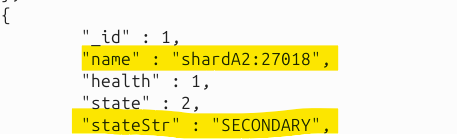 {
"_id" : 1,
"name" : "shardA2:27018",
"health" : 1,
"state" : 2,
"stateStr" : "SECONDARY",